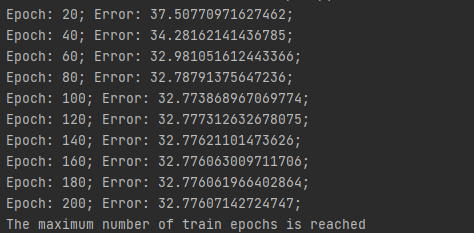 Epoch: 20; Error: 37.50770971627462;
Epoch: 40; Error: 34.28162141436785;
Epoch: 60; Error: 32.981051612443366;
Epoch: 80; Error: 32.78791375647236;
Epoch: 100; Error: 32.773868967069774;
Epoch: 120; Error: 32.777312632678075;
Epoch: 140; Error: 32.77621101473626;
Epoch: 160; Error: 32.776063009711706;
Epoch: 180; Error: 32.776061966402864;
Epoch: 200; Error: 32.77607142724747;
The maximum number of train epochs is reached